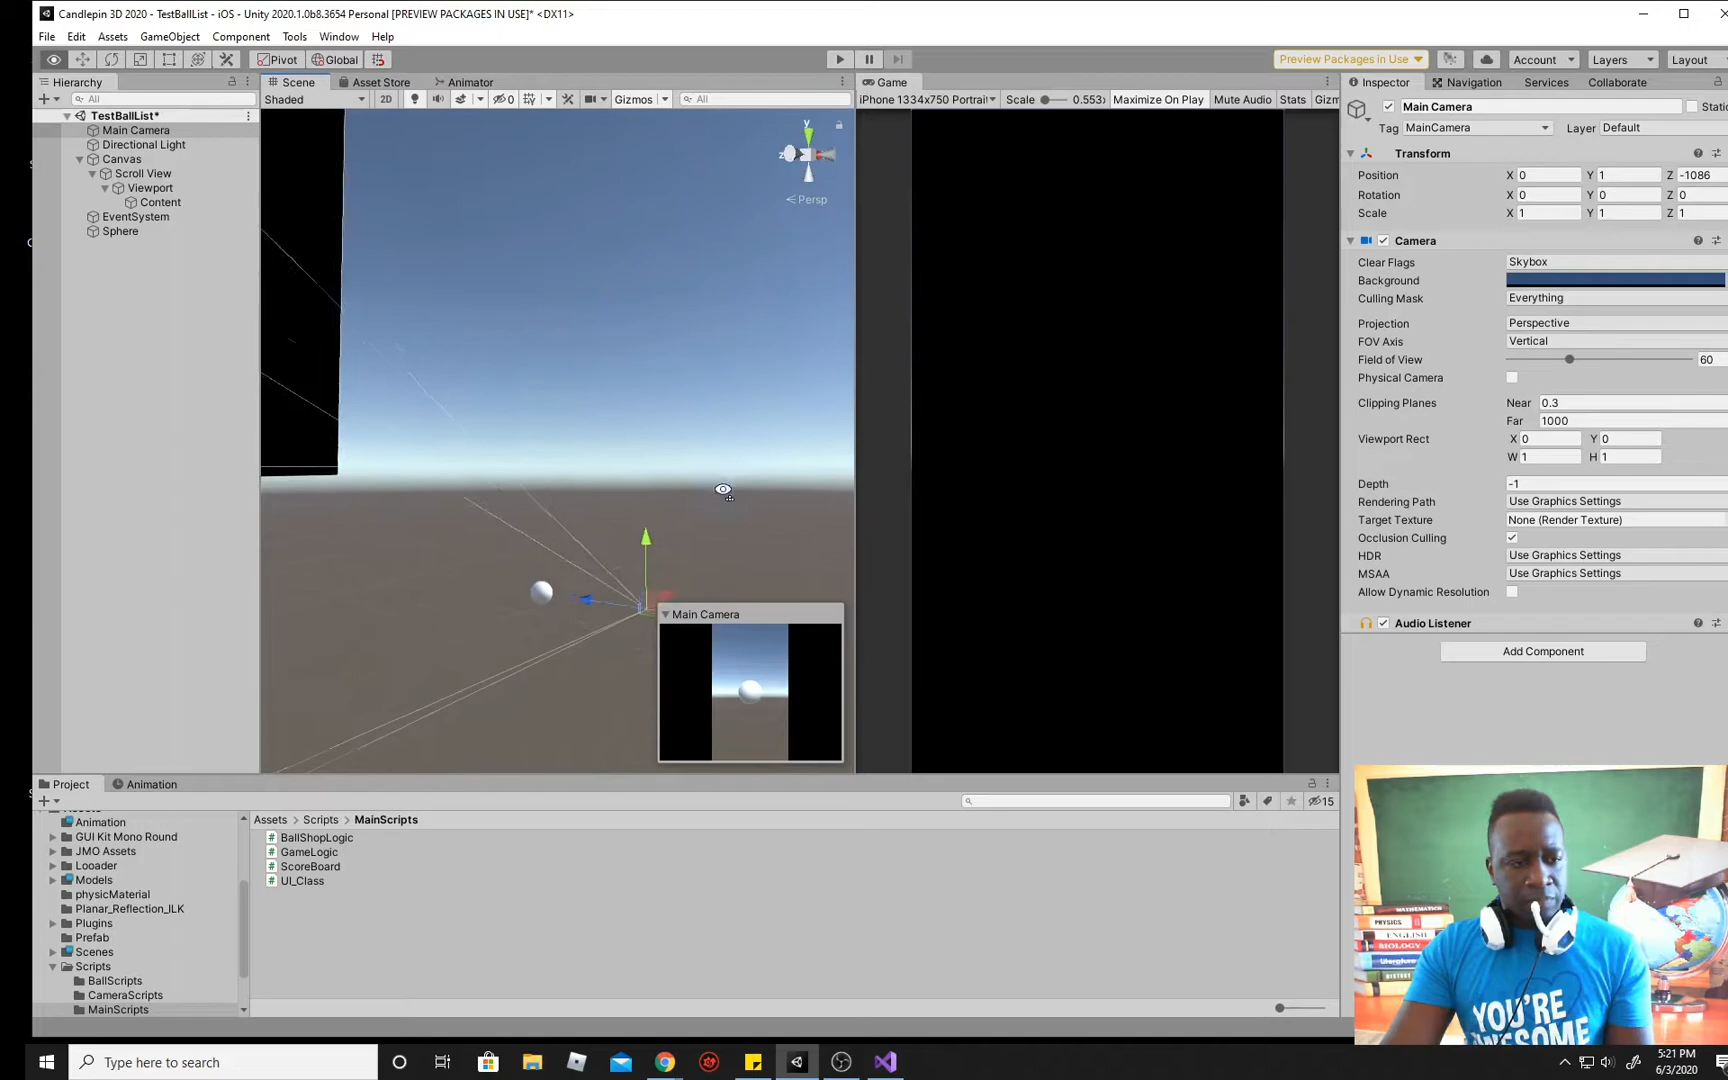 Candlepin 3D 2020 - TestBallList - iOS - Unity 2020.1.0b8.3654 Personal [PREVIEW PACKAGES IN USE]* <DX11>
File Edit Assets GameObject Component Tools Window Help
Pivot Global Preview Packages in Use Account Layers Layout
Hierarchy Scene Asset Store Animator Game Inspector Navigation Services Collaborate
All Shaded 2D 0 Gizmos All iPhone 1334x750 Portrai Scale 0.553x Maximize On Play Mute Audio Stats Gizm
Main Camera Static
Tag MainCamera Layer Default
TestBallList*
Main Camera
Directional Light
Canvas
Scroll View
Viewport
Content
EventSystem
Sphere
y
z
Persp
Main Camera
Transform
Position X 0 Y 1 Z -1086
Rotation X 0 Y 0 Z 0
Scale X 1 Y 1 Z 1
Camera
Clear Flags Skybox
Background
Culling Mask Everything
Projection Perspective
FOV Axis Vertical
Field of View 60
Physical Camera
Clipping Planes Near 0.3
Far 1000
Viewport Rect X 0 Y 0
W 1 H 1
Depth -1
Rendering Path Use Graphics Settings
Target Texture None (Render Texture)
Occlusion Culling
HDR Use Graphics Settings
MSAA Use Graphics Settings
Allow Dynamic Resolution
Audio Listener
Add Component
Project Animation
15
Assets
Animation
GUI Kit Mono Round
JMO Assets
Looader
Models
physicMaterial
Planar_Reflection_ILK
Plugins
Prefab
Scenes
Scripts
BallScripts
CameraScripts
MainScripts
Assets > Scripts > MainScripts
BallShopLogic
GameLogic
ScoreBoard
UI_Class
MATHEMATICS
PHYSICS
ENGLISH
BIOLOGY
Literature
HISTORY
YOU'RE
AWESOME
Type here to search
5:21 PM
6/3/2020